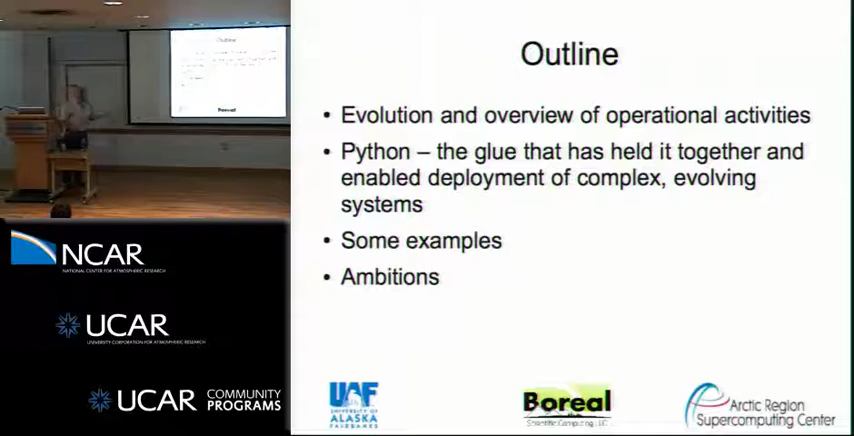 Outline
Boreal
NCAR
NATIONAL CENTER FOR ATMOSPHERIC RESEARCH
UCAR
UNIVERSITY CORPORATION FOR ATMOSPHERIC RESEARCH
UCAR COMMUNITY PROGRAMS
Outline
• Evolution and overview of operational activities
• Python – the glue that has held it together and
enabled deployment of complex, evolving
systems
• Some examples
• Ambitions
UAF
UNIVERSITY OF
ALASKA
FAIRBANKS
Boreal
Scientific Computing LLC
Arctic Region
Supercomputing Center